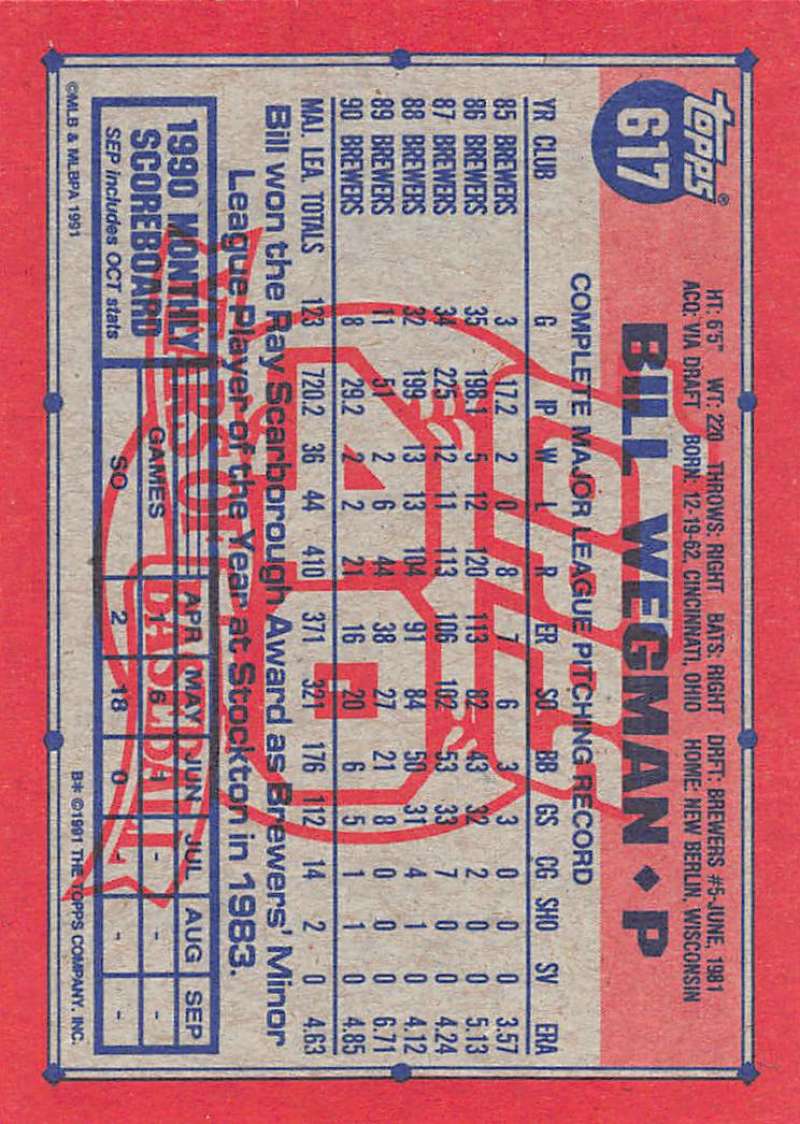 TOPPS®
617
HT: 6'5" WT: 220 THROWS: RIGHT BATS: RIGHT DRFT: BREWERS #5-JUNE, 1981
ACQ: VIA DRAFT BORN: 12-19-62, CINCINNATI, OHIO HOME: NEW BERLIN, WISCONSIN
BILL WEGMAN ◆ P
COMPLETE MAJOR LEAGUE PITCHING RECORD
YR CLUB G IP W L R ER SO BB GS CG SHO SV ERA
85 BREWERS 3 17.2 2 0 8 7 6 3 3 0 0 0 3.57
86 BREWERS 35 198.1 5 12 120 113 82 43 32 2 0 0 5.13
87 BREWERS 34 225 12 11 113 106 102 53 33 7 0 0 4.24
88 BREWERS 32 199 13 13 104 91 84 50 31 4 1 0 4.12
89 BREWERS 11 51 2 6 44 38 27 21 8 0 0 0 6.71
90 BREWERS 8 29.2 2 2 21 16 20 6 5 1 1 0 4.85
MAJ. LEA. TOTALS 123 720.2 36 44 410 371 321 176 112 14 2 0 4.63
Bill won the Ray Scarborough Award as Brewers' Minor
League Player of the Year at Stockton in 1983.
1990 MONTHLY
SCOREBOARD
SEP includes OCT stats
APR MAY JUN JUL AUG SEP
GAMES 1 6 1 - - -
SO 2 18 0 - - -
40
YEARS OF
BASEBALL
©MLB & MLBPA 1991
B* ©1991 THE TOPPS COMPANY, INC.